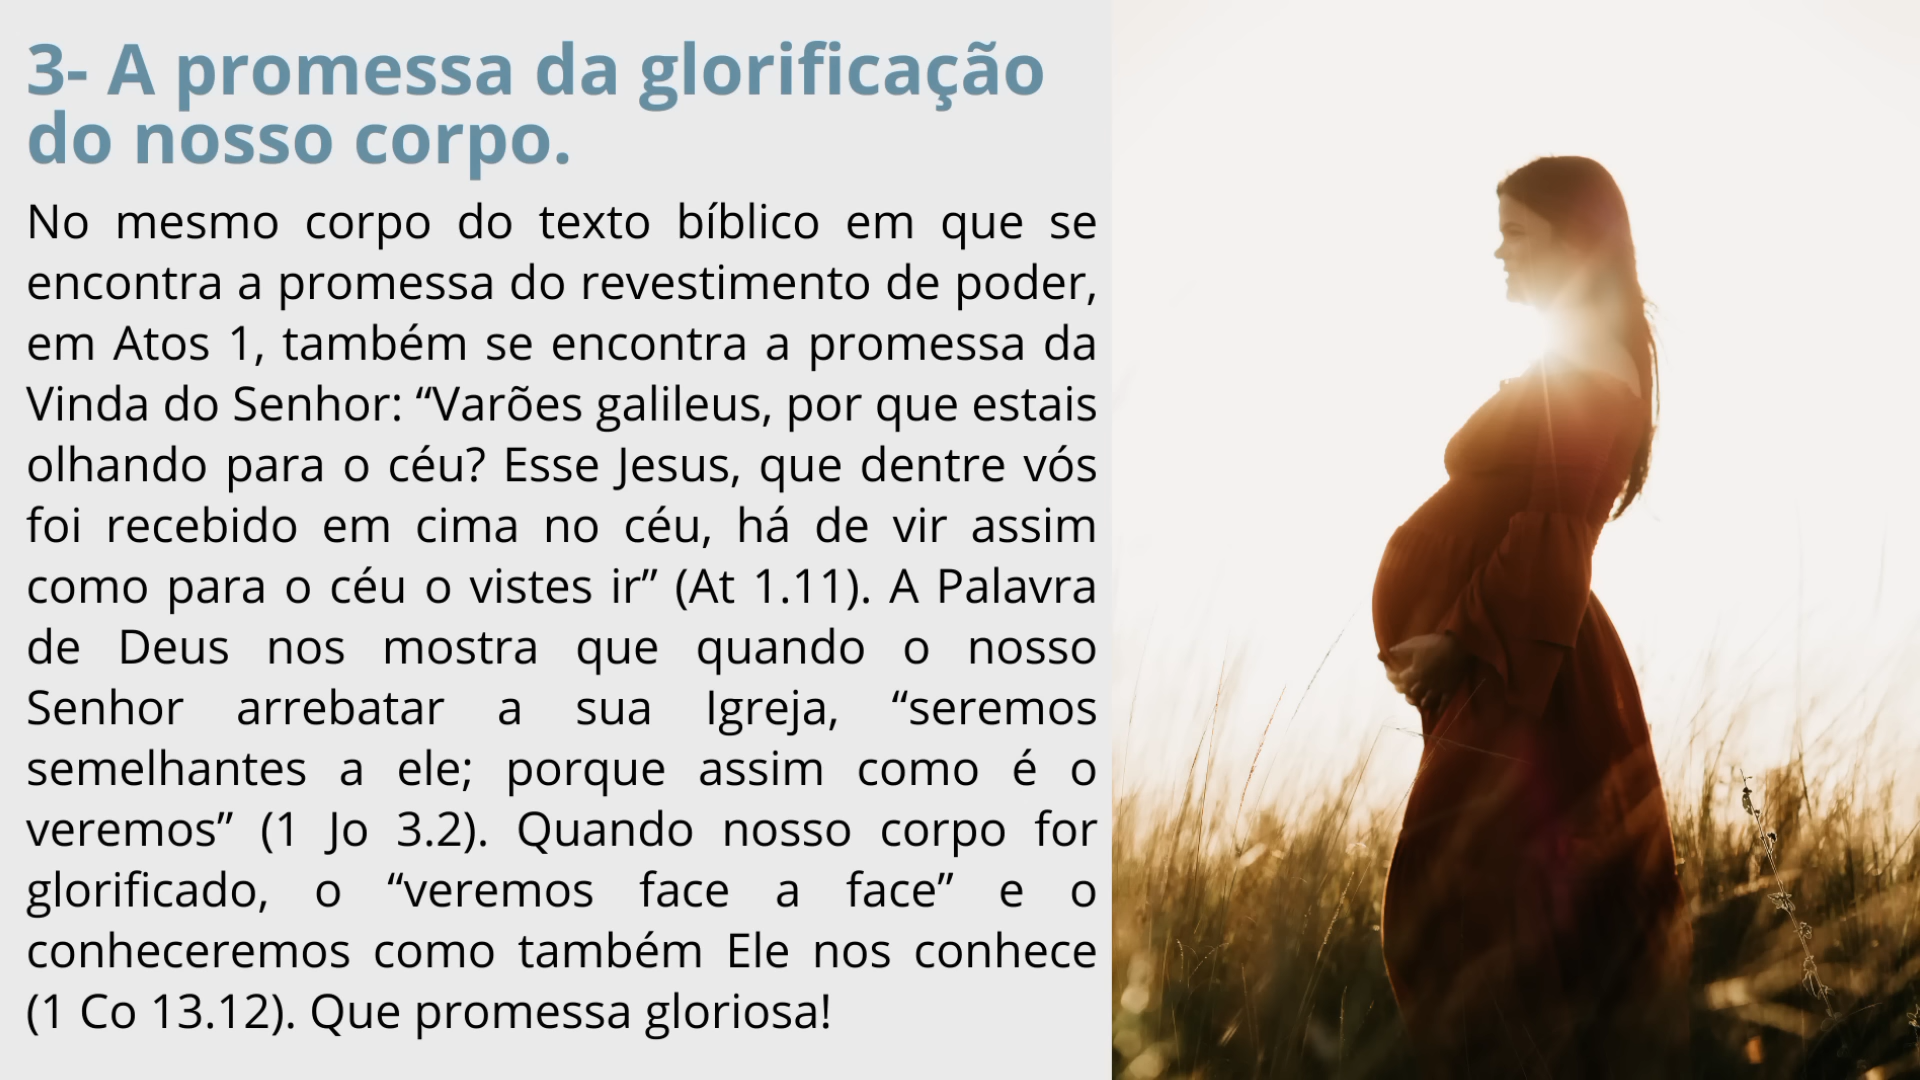 3- A promessa da glorificação
do nosso corpo.
No mesmo corpo do texto bíblico em que se
encontra a promessa do revestimento de poder,
em Atos 1, também se encontra a promessa da
Vinda do Senhor: “Varões galileus, por que estais
olhando para o céu? Esse Jesus, que dentre vós
foi recebido em cima no céu, há de vir assim
como para o céu o vistes ir” (At 1.11). A Palavra
de Deus nos mostra que quando o nosso
Senhor arrebatar a sua Igreja, “seremos
semelhantes a ele; porque assim como é o
veremos” (1 Jo 3.2). Quando nosso corpo for
glorificado, o “veremos face a face” e o
conheceremos como também Ele nos conhece
(1 Co 13.12). Que promessa gloriosa!